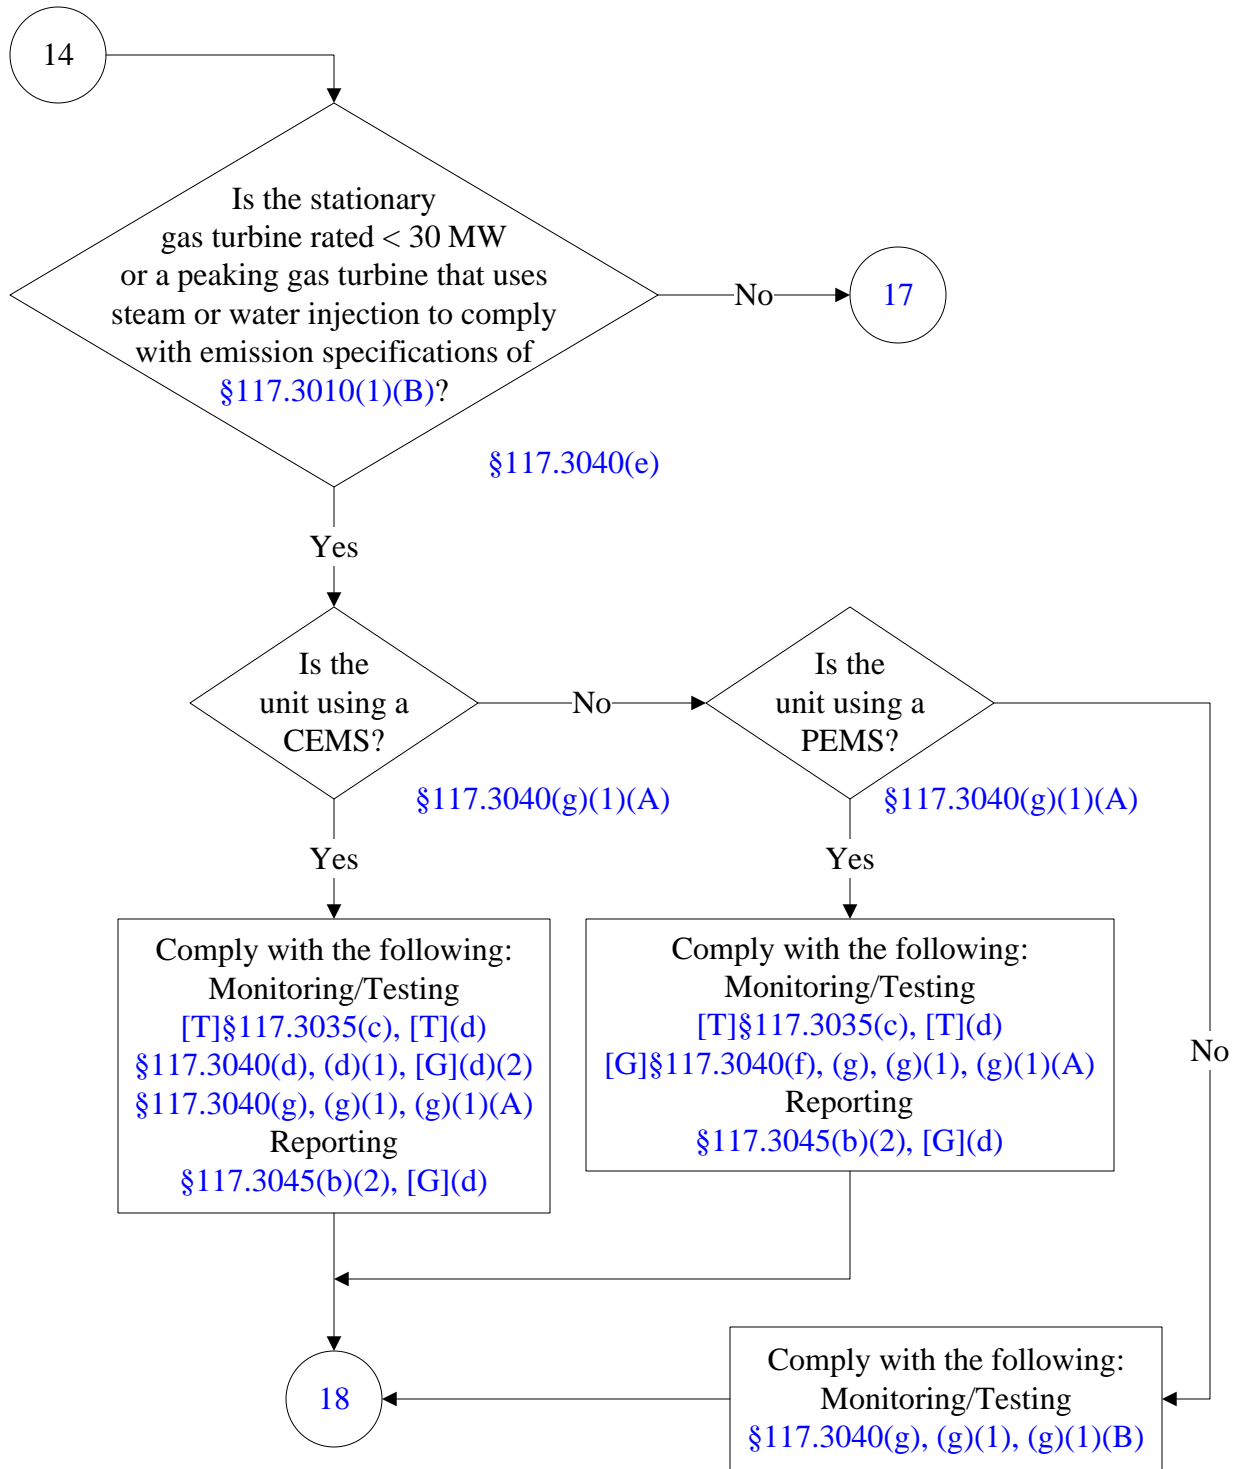 14
Is the stationary
gas turbine rated < 30 MW
or a peaking gas turbine that uses
steam or water injection to comply
with emission specifications of
§117.3010(1)(B)?
No
17
§117.3040(e)
Yes
Is the
unit using a
CEMS?
No
Is the
unit using a
PEMS?
§117.3040(g)(1)(A)
§117.3040(g)(1)(A)
Yes
Yes
No
Comply with the following:
Monitoring/Testing
[T]§117.3035(c), [T](d)
§117.3040(d), (d)(1), [G](d)(2)
§117.3040(g), (g)(1), (g)(1)(A)
Reporting
§117.3045(b)(2), [G](d)
Comply with the following:
Monitoring/Testing
[T]§117.3035(c), [T](d)
[G]§117.3040(f), (g), (g)(1), (g)(1)(A)
Reporting
§117.3045(b)(2), [G](d)
18
Comply with the following:
Monitoring/Testing
§117.3040(g), (g)(1), (g)(1)(B)